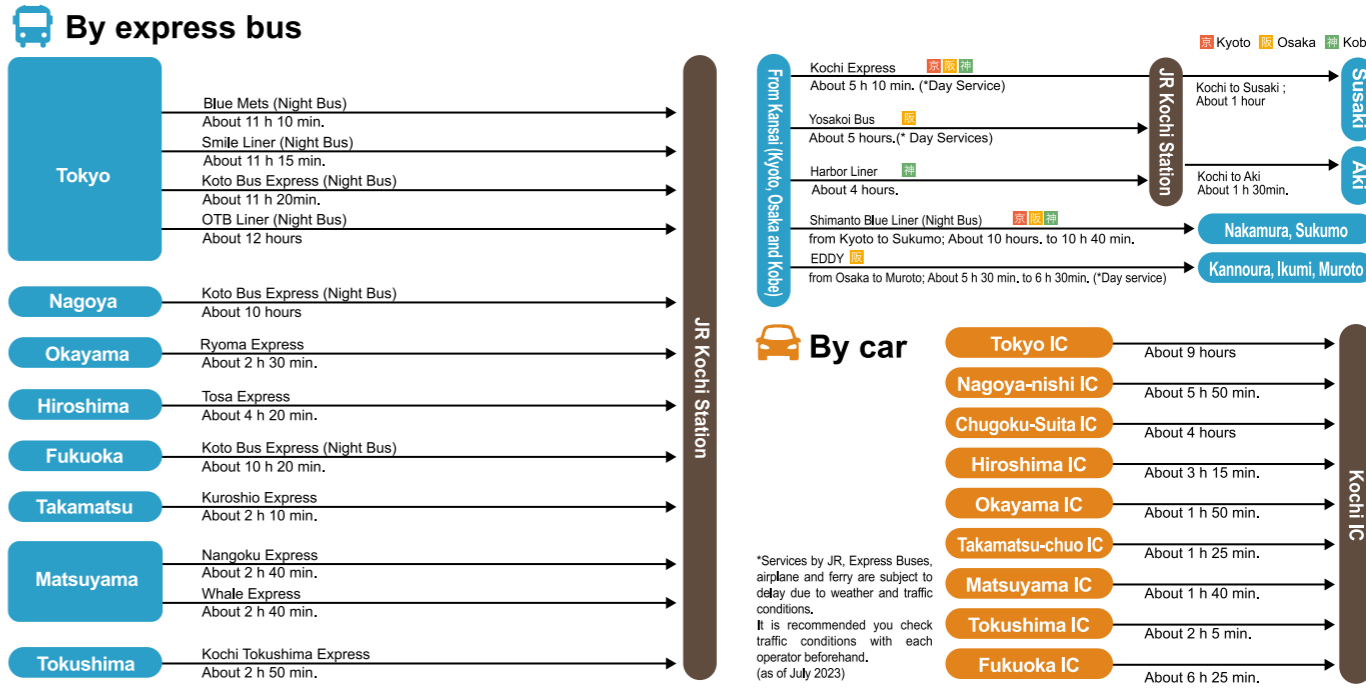 By express bus
Tokyo
Blue Mets (Night Bus)
About 11 h 10 min.
Smile Liner (Night Bus)
About 11 h 15 min.
Koto Bus Express (Night Bus)
About 11 h 20min.
OTB Liner (Night Bus)
About 12 hours
Nagoya
Koto Bus Express (Night Bus)
About 10 hours
Okayama
Ryoma Express
About 2 h 30 min.
Hiroshima
Tosa Express
About 4 h 20 min.
Fukuoka
Koto Bus Express (Night Bus)
About 10 h 20 min.
Takamatsu
Kuroshio Express
About 2 h 10 min.
Matsuyama
Nangoku Express
About 2 h 40 min.
Whale Express
About 2 h 40 min.
Tokushima
Kochi Tokushima Express
About 2 h 50 min.
JR Kochi Station
京 Kyoto 阪 Osaka 神 Kob
From Kansai (Kyoto, Osaka and Kobe)
Kochi Express 京 阪 神
About 5 h 10 min. (*Day Service)
Yosakoi Bus 阪
About 5 hours.(* Day Services)
Harbor Liner 神
About 4 hours.
JR Kochi Station
Kochi to Susaki ;
About 1 hour
Susaki
Kochi to Aki
About 1 h 30min.
Aki
Shimanto Blue Liner (Night Bus) 京 阪 神
from Kyoto to Sukumo; About 10 hours. to 10 h 40 min.
Nakamura, Sukumo
EDDY 阪
from Osaka to Muroto; About 5 h 30 min. to 6 h 30min. (*Day service)
Kannoura, Ikumi, Muroto
By car
Tokyo IC
About 9 hours
Nagoya-nishi IC
About 5 h 50 min.
Chugoku-Suita IC
About 4 hours
Hiroshima IC
About 3 h 15 min.
Okayama IC
About 1 h 50 min.
Takamatsu-chuo IC
About 1 h 25 min.
Matsuyama IC
About 1 h 40 min.
Tokushima IC
About 2 h 5 min.
Fukuoka IC
About 6 h 25 min.
Kochi IC
*Services by JR, Express Buses,
airplane and ferry are subject to
delay due to weather and traffic
conditions.
It is recommended you check
traffic conditions with each
operator beforehand.
(as of July 2023)